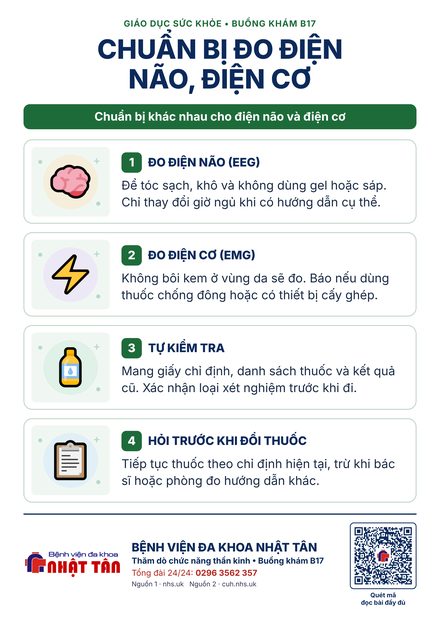 GIÁO DỤC SỨC KHỎE • BUỒNG KHÁM B17
CHUẨN BỊ ĐO ĐIỆN
NÃO, ĐIỆN CƠ
Chuẩn bị khác nhau cho điện não và điện cơ
1 ĐO ĐIỆN NÃO (EEG)
Để tóc sạch, khô và không dùng gel hoặc sáp.
Chỉ thay đổi giờ ngủ khi có hướng dẫn cụ thể.
2 ĐO ĐIỆN CƠ (EMG)
Không bôi kem ở vùng da sẽ đo. Báo nếu dùng
thuốc chống đông hoặc có thiết bị cấy ghép.
3 TỰ KIỂM TRA
Mang giấy chỉ định, danh sách thuốc và kết quả
cũ. Xác nhận loại xét nghiệm trước khi đi.
4 HỎI TRƯỚC KHI ĐỔI THUỐC
Tiếp tục thuốc theo chỉ định hiện tại, trừ khi bác
sĩ hoặc phòng đo hướng dẫn khác.
Bệnh viện đa khoa
NHẬT TÂN
BỆNH VIỆN ĐA KHOA NHẬT TÂN
Thăm dò chức năng thần kinh • Buồng khám B17
Tổng đài 24/24: 0296 3562 357
Nguồn 1 · nhs.uk Nguồn 2 · cuh.nhs.uk
Quét mã
đọc bài đầy đủ